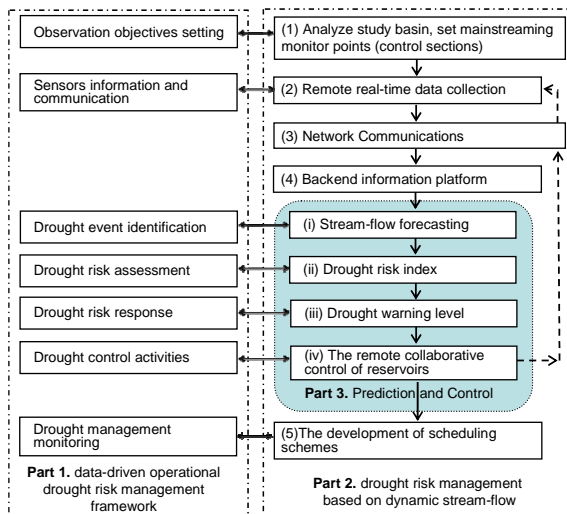 Observation objectives setting
(1) Analyze study basin, set mainstreaming
monitor points (control sections)
Sensors information and
communication
(2) Remote real-time data collection
(3) Network Communications
(4) Backend information platform
Drought event identification
(i) Stream-flow forecasting
Drought risk assessment
(ii) Drought risk index
Drought risk response
(iii) Drought warning level
Drought control activities
(iv) The remote collaborative
control of reservoirs
Part 3. Prediction and Control
Drought management
monitoring
(5)The development of scheduling
schemes
Part 1. data-driven operational
drought risk management
framework
Part 2. drought risk management
based on dynamic stream-flow